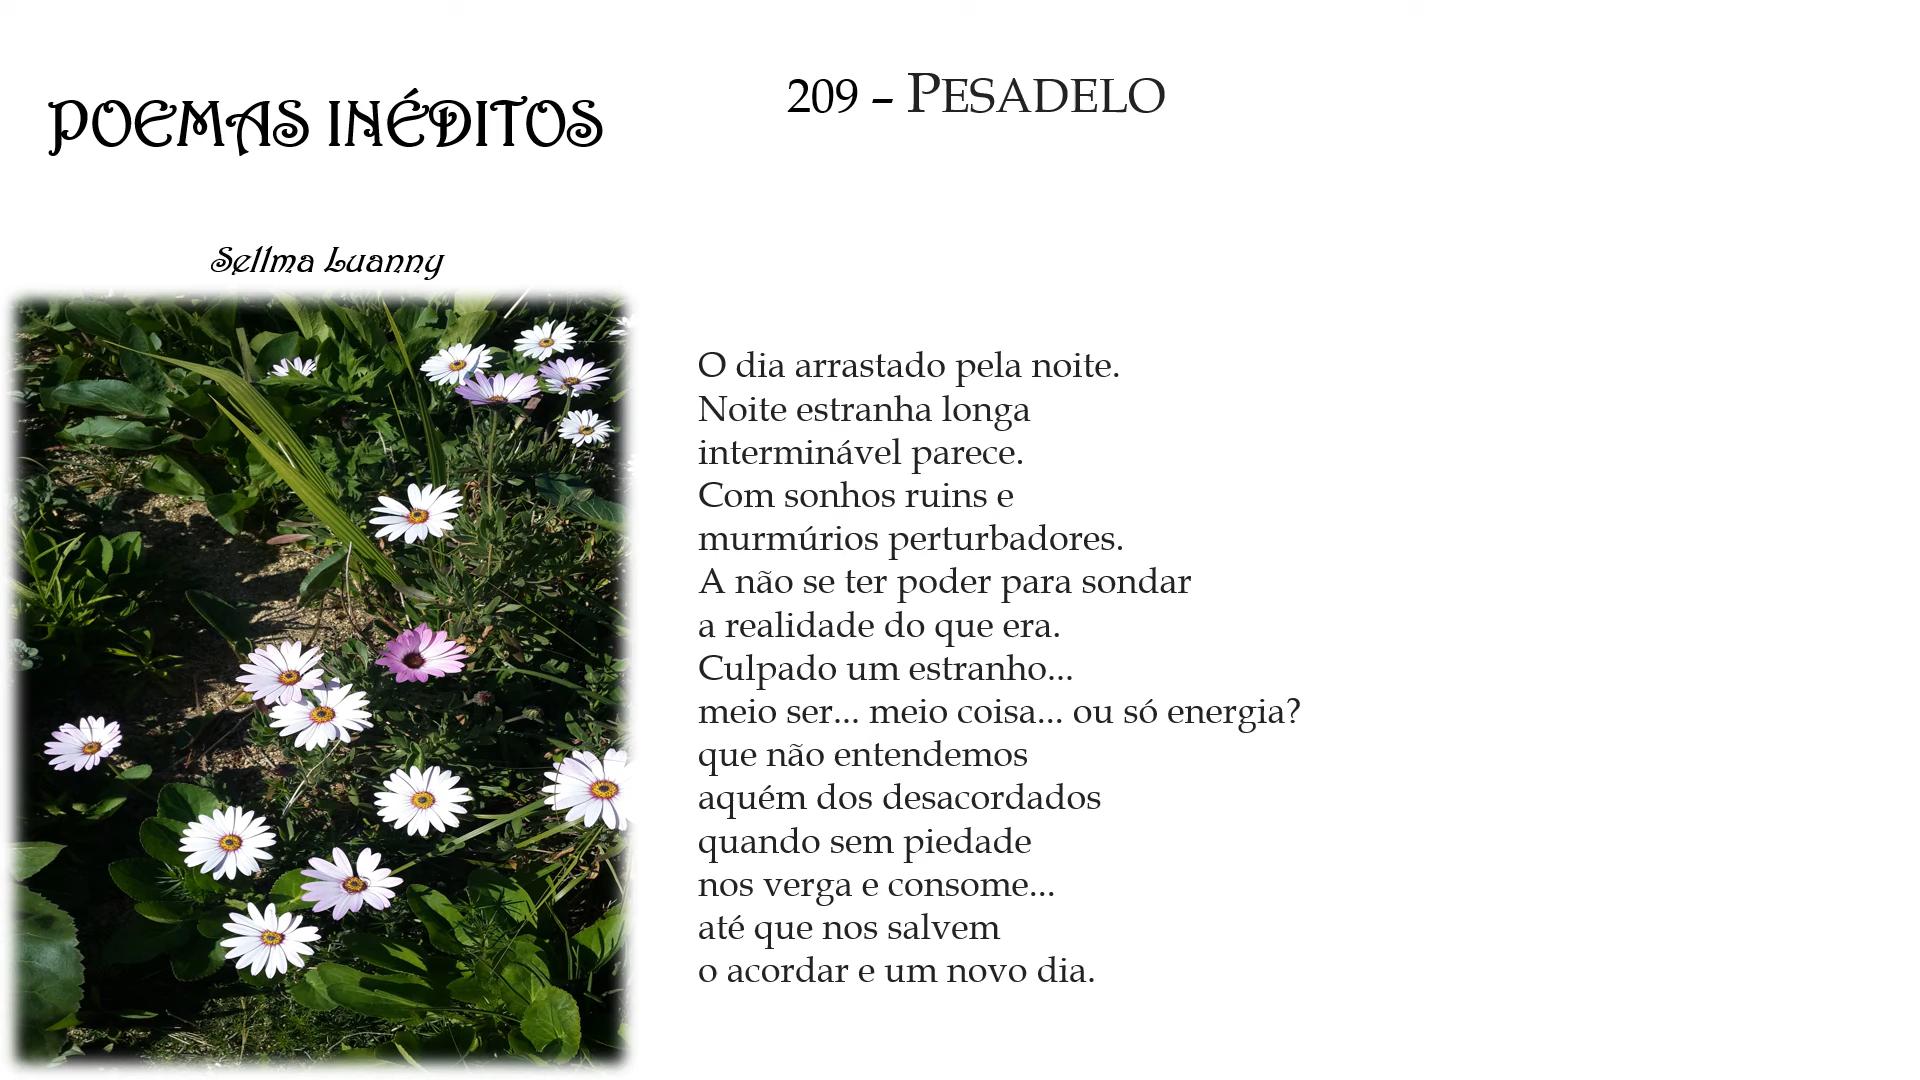 POEMAS INÉDITOS
Sellma Luanny
209 – PESADELO
O dia arrastado pela noite.
Noite estranha longa
interminável parece.
Com sonhos ruins e
murmúrios perturbadores.
A não se ter poder para sondar
a realidade do que era.
Culpado um estranho...
meio ser... meio coisa... ou só energia?
que não entendemos
aquém dos desacordados
quando sem piedade
nos verga e consome...
até que nos salvem
o acordar e um novo dia.